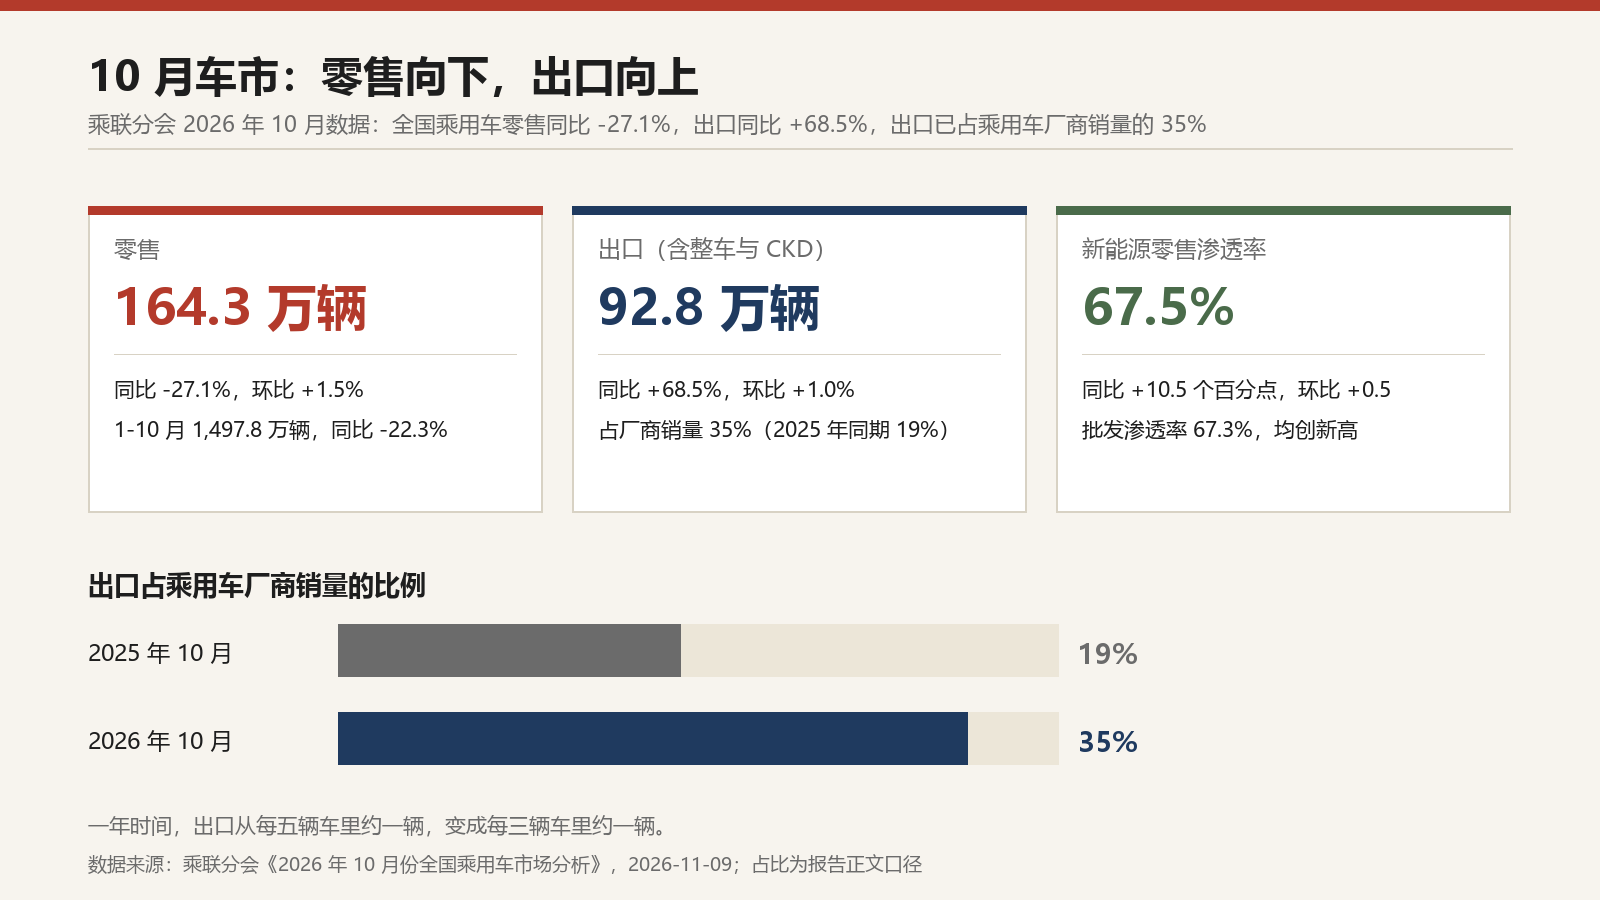 10 月车市：零售向下，出口向上
乘联分会 2026 年 10 月数据：全国乘用车零售同比 -27.1%，出口同比 +68.5%，出口已占乘用车厂商销量的 35%
零售
164.3 万辆
同比 -27.1%，环比 +1.5%
1-10 月 1,497.8 万辆，同比 -22.3%
出口（含整车与 CKD）
92.8 万辆
同比 +68.5%，环比 +1.0%
占厂商销量 35%（2025 年同期 19%）
新能源零售渗透率
67.5%
同比 +10.5 个百分点，环比 +0.5
批发渗透率 67.3%，均创新高
出口占乘用车厂商销量的比例
2025 年 10 月
19%
2026 年 10 月
35%
一年时间，出口从每五辆车里约一辆，变成每三辆车里约一辆。
数据来源：乘联分会《2026 年 10 月份全国乘用车市场分析》，2026-11-09；占比为报告正文口径